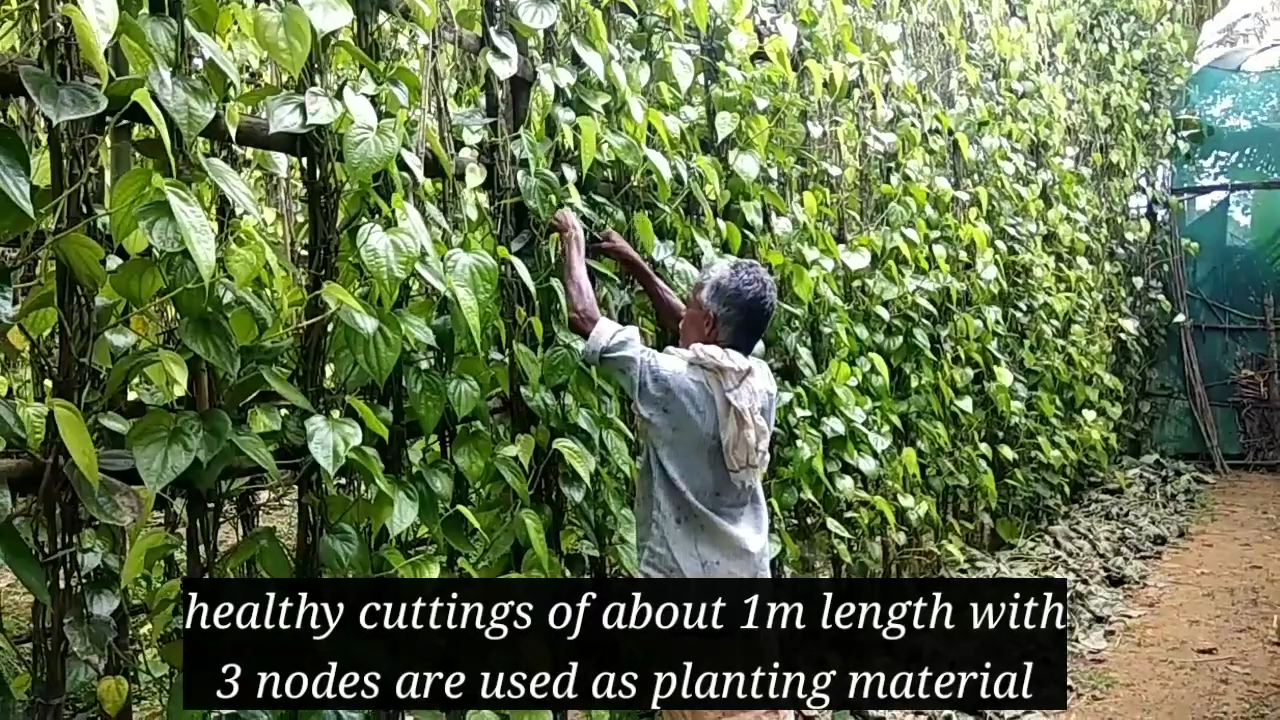 healthy cuttings of about 1m length with
3 nodes are used as planting material